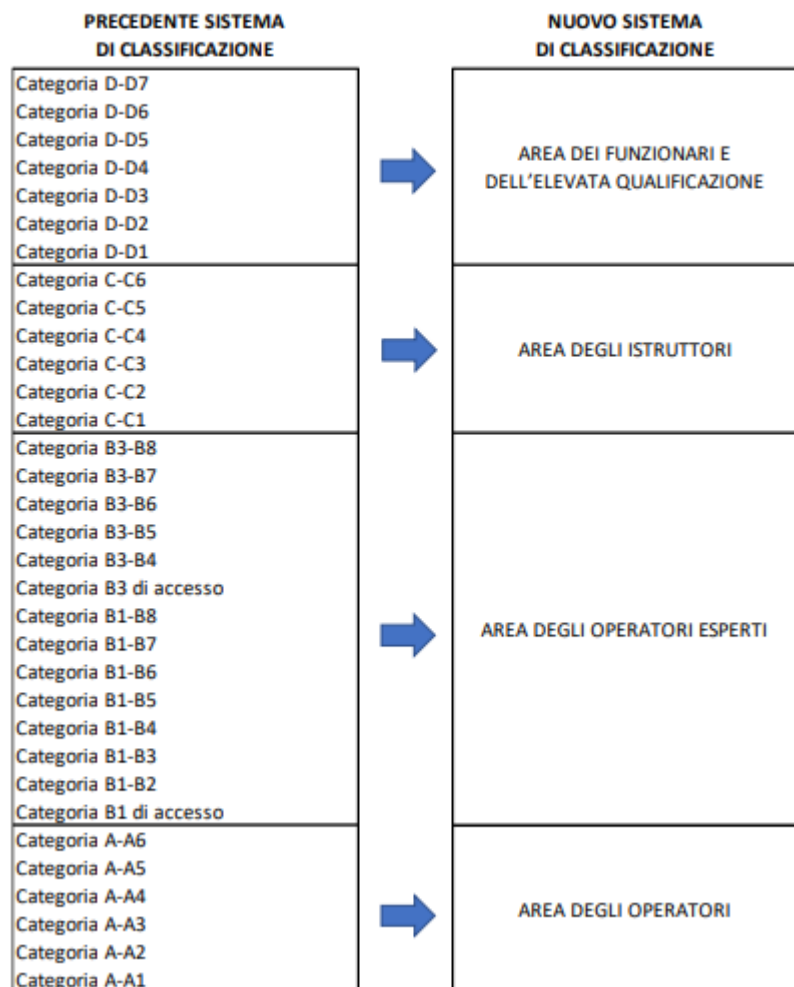 PRECEDENTE SISTEMA
DI CLASSIFICAZIONE
NUOVO SISTEMA
DI CLASSIFICAZIONE
Categoria D-D7
Categoria D-D6
Categoria D-D5
Categoria D-D4
Categoria D-D3
Categoria D-D2
Categoria D-D1
AREA DEI FUNZIONARI E
DELL'ELEVATA QUALIFICAZIONE
Categoria C-C6
Categoria C-C5
Categoria C-C4
Categoria C-C3
Categoria C-C2
Categoria C-C1
AREA DEGLI ISTRUTTORI
Categoria B3-B8
Categoria B3-B7
Categoria B3-B6
Categoria B3-B5
Categoria B3-B4
Categoria B3 di accesso
Categoria B1-B8
Categoria B1-B7
Categoria B1-B6
Categoria B1-B5
Categoria B1-B4
Categoria B1-B3
Categoria B1-B2
Categoria B1 di accesso
AREA DEGLI OPERATORI ESPERTI
Categoria A-A6
Categoria A-A5
Categoria A-A4
Categoria A-A3
Categoria A-A2
Categoria A-A1
AREA DEGLI OPERATORI